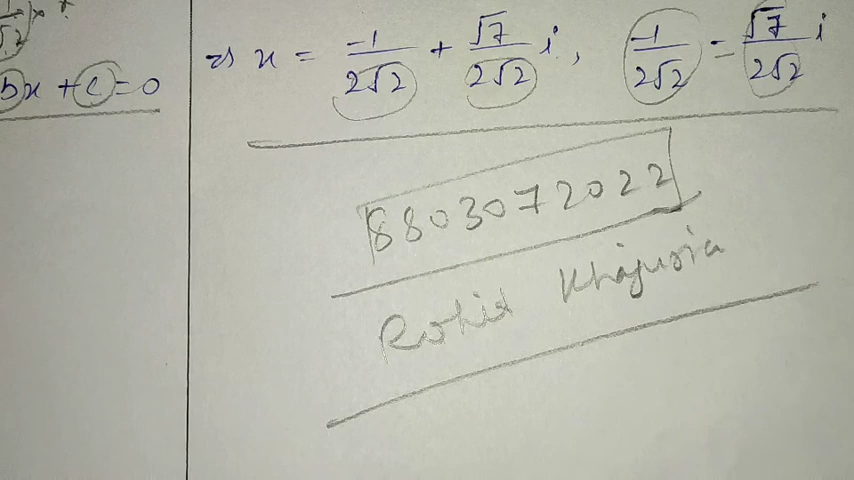 bx + c = 0
⇒ x = -1/2√2 + √7/2√2 i, -1/2√2 - √7/2√2 i
8803072022
Rohit Khajuria